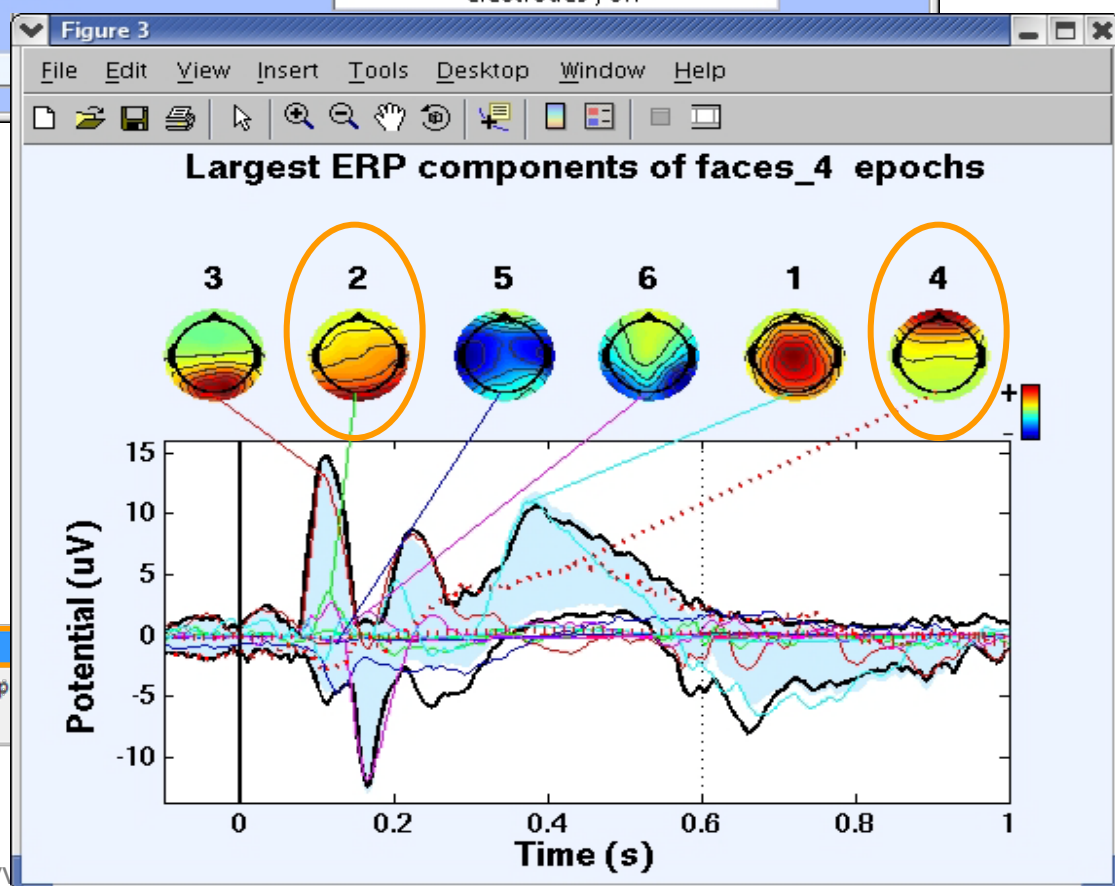 Figure 3
File Edit View Insert Tools Desktop Window Help
Largest ERP components of faces_4 epochs
3 2 5 6 1 4
+
-
15
10
5
0
-5
-10
Potential (uV)
0 0.2 0.4 0.6 0.8 1
Time (s)